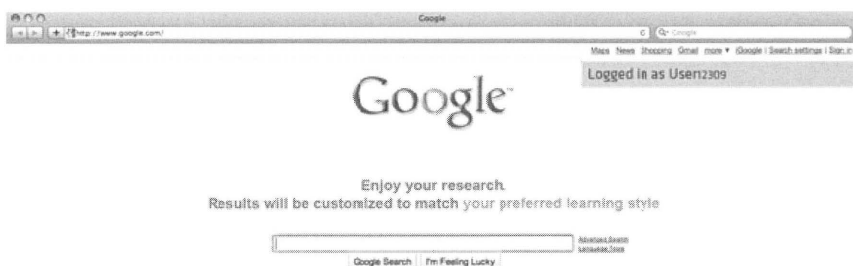 Google
http://www.google.com/
Google
Maps News Shopping Gmail more ▼ iGoogle | Search settings | Sign in
Logged in as User12309
Google™
Enjoy your research.
Results will be customized to match your preferred learning style
Advanced Search
Language Tools
Google Search
I'm Feeling Lucky